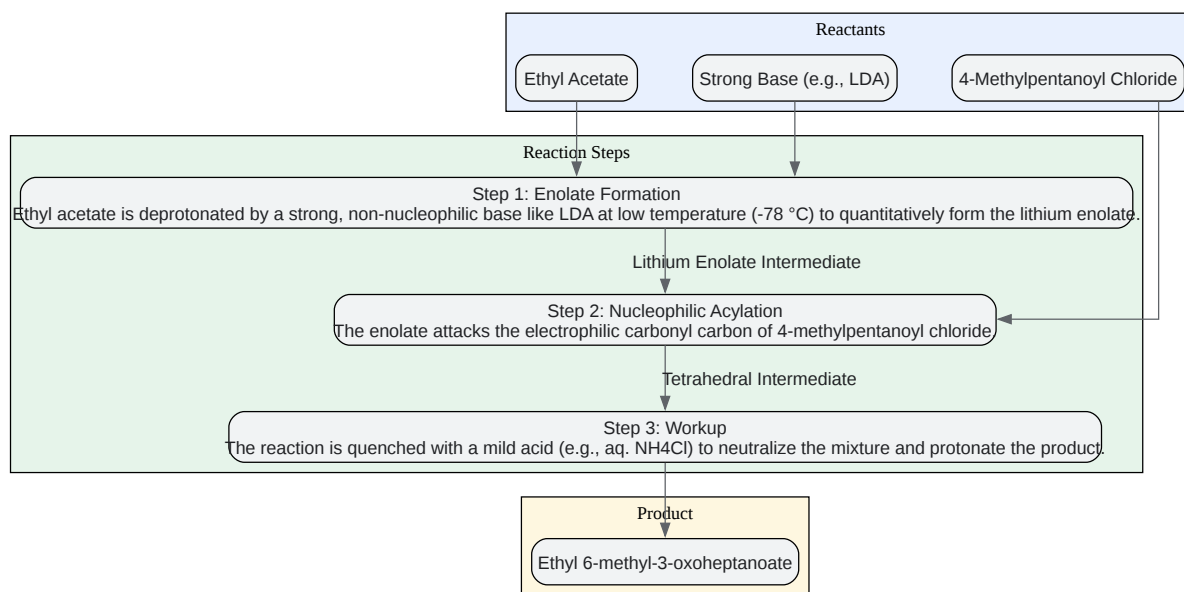 Reactants
Ethyl Acetate
Strong Base (e.g., LDA)
4-Methylpentanoyl Chloride
Reaction Steps
Step 1: Enolate Formation
Ethyl acetate is deprotonated by a strong, non-nucleophilic base like LDA at low temperature (-78 °C) to quantitatively form the lithium enolate.
Lithium Enolate Intermediate
Step 2: Nucleophilic Acylation
The enolate attacks the electrophilic carbonyl carbon of 4-methylpentanoyl chloride.
Tetrahedral Intermediate
Step 3: Workup
The reaction is quenched with a mild acid (e.g., aq. NH4Cl) to neutralize the mixture and protonate the product.
Product
Ethyl 6-methyl-3-oxoheptanoate